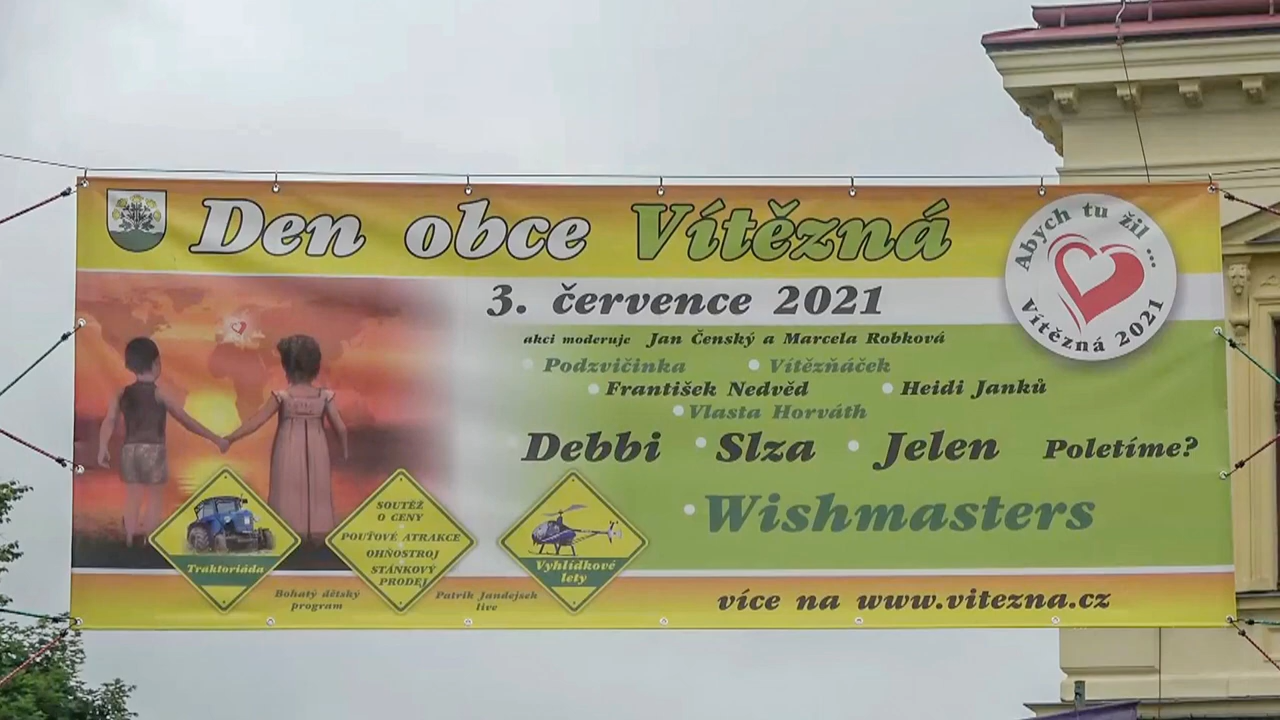 Den obce Vítězná
Abych tu žil ...
Vítězná 2021
3. července 2021
akci moderuje Jan Čenský a Marcela Robková
Podzvičinka • Vítězňáček
• František Nedvěd • Heidi Janků
• Vlasta Horváth
Debbi • Slza • Jelen Poletíme?
• Wishmasters
Traktoriáda
SOUTĚŽ
O CENY
POUŤOVÉ ATRAKCE
OHŇOSTROJ
STÁNKOVÝ
PRODEJ
Vyhlídkové
lety
Bohatý dětský
program
Patrik Jandejsek
live
více na www.vitezna.cz